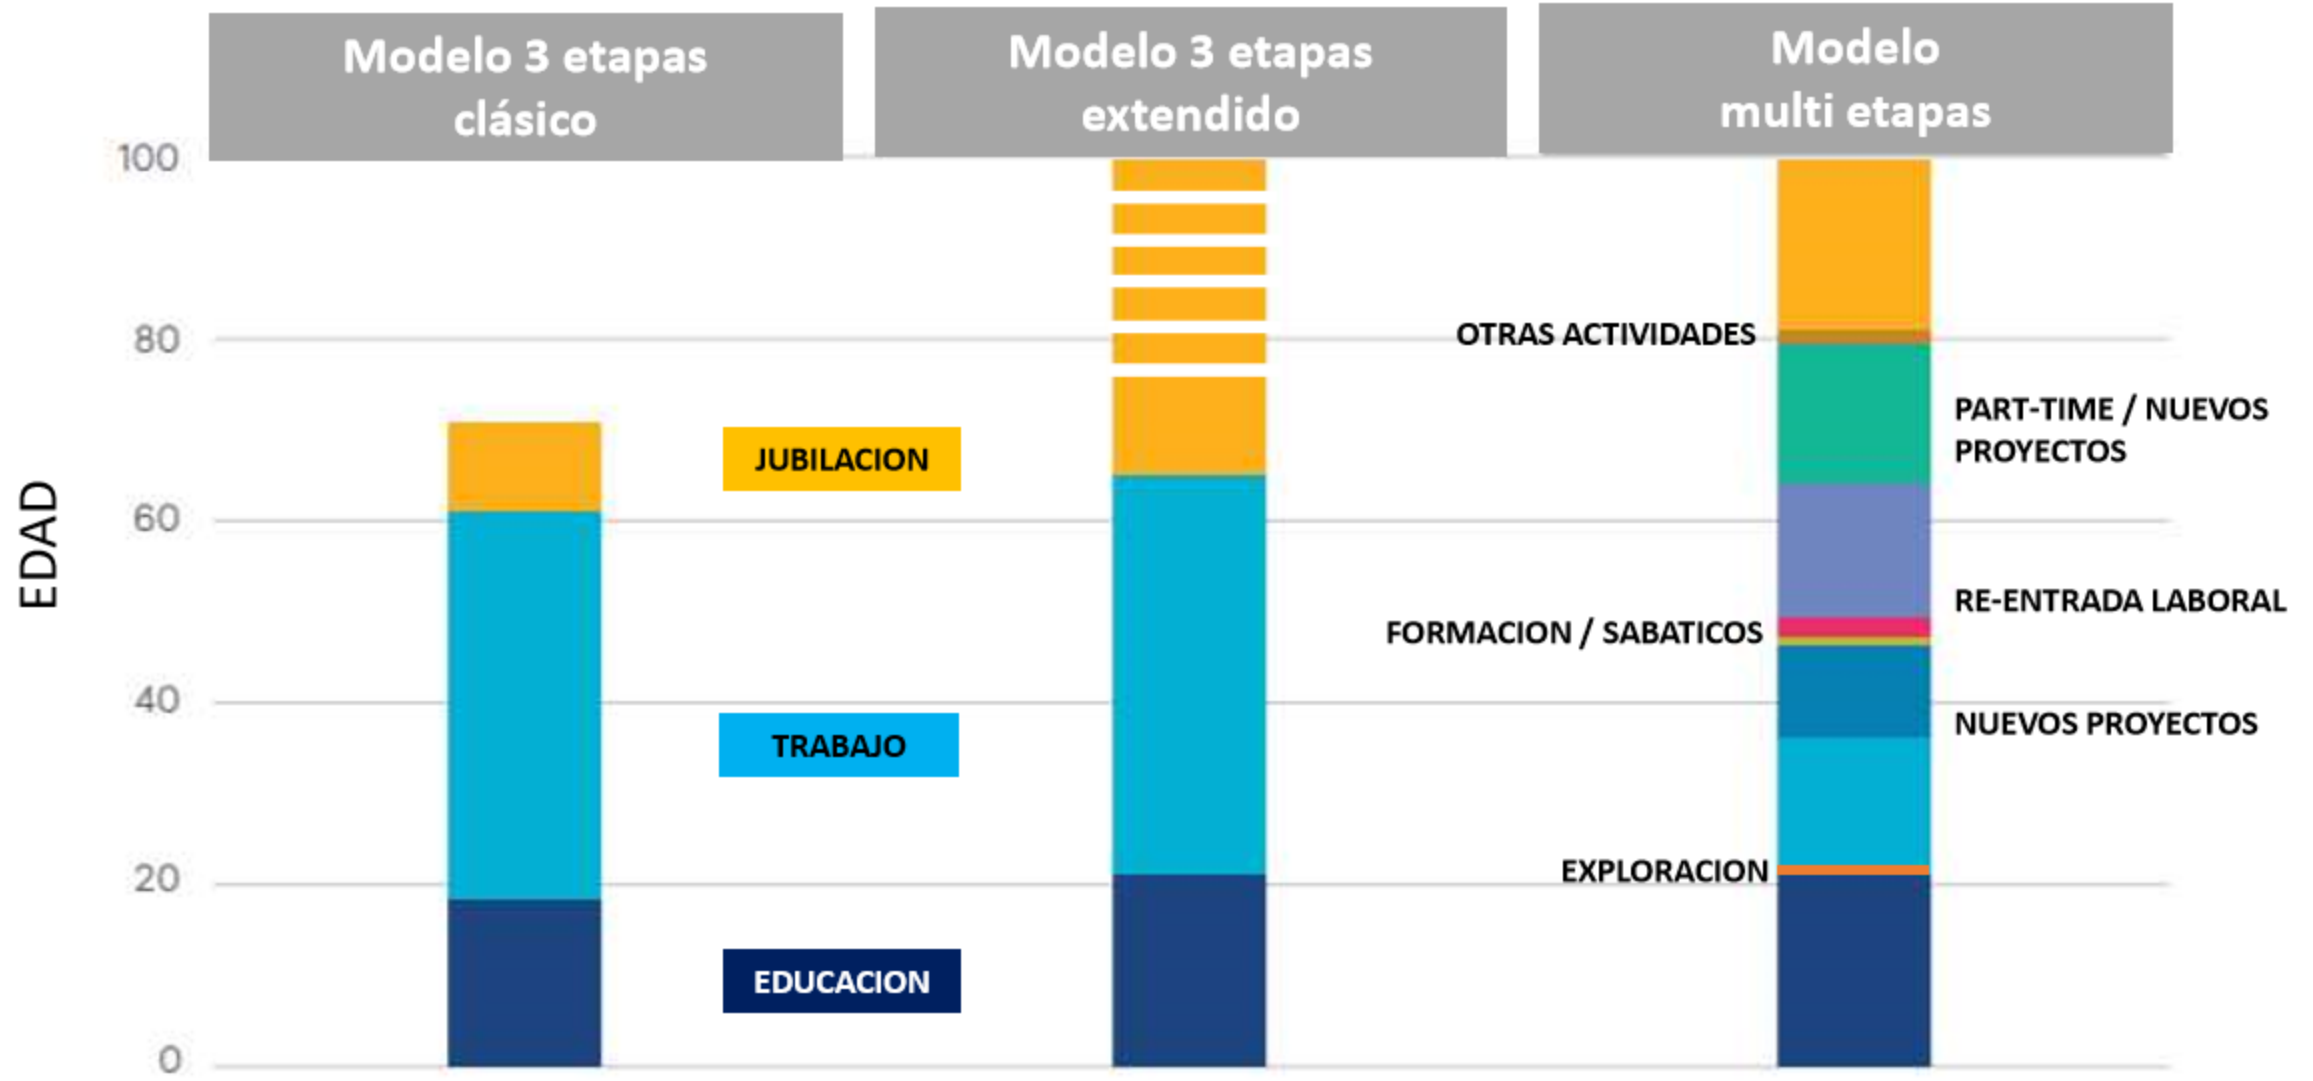 Modelo 3 etapas
clásico
Modelo 3 etapas
extendido
Modelo
multi etapas
EDAD
100
80
60
40
20
0
JUBILACION
TRABAJO
EDUCACION
OTRAS ACTIVIDADES
PART-TIME / NUEVOS
PROYECTOS
RE-ENTRADA LABORAL
FORMACION / SABATICOS
NUEVOS PROYECTOS
EXPLORACION